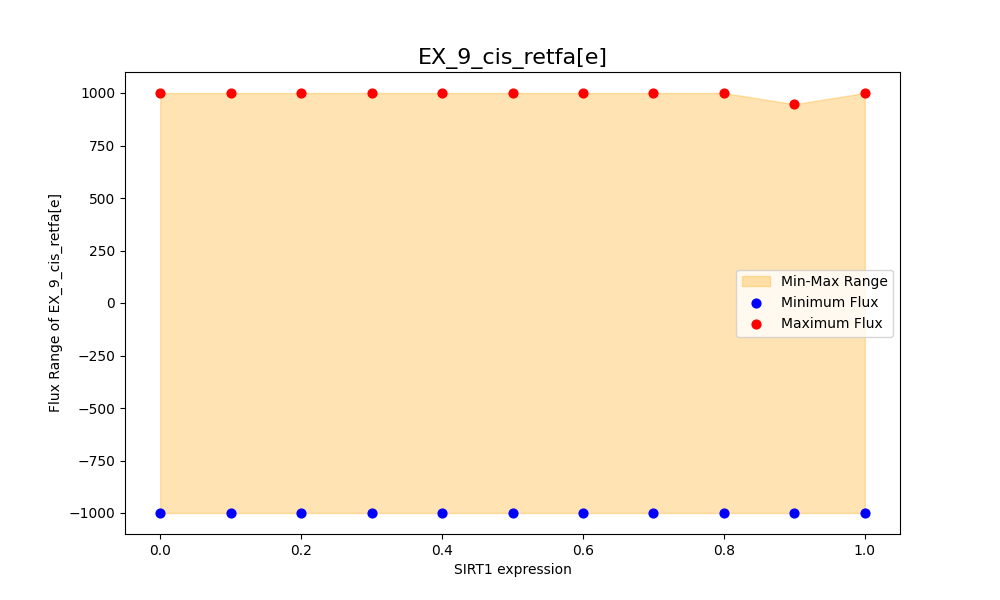 EX_9_cis_retfa[e]
Flux Range of EX_9_cis_retfa[e]
1000
750
500
250
0
−250
−500
−750
−1000
Min-Max Range
Minimum Flux
Maximum Flux
0.0 0.2 0.4 0.6 0.8 1.0
SIRT1 expression